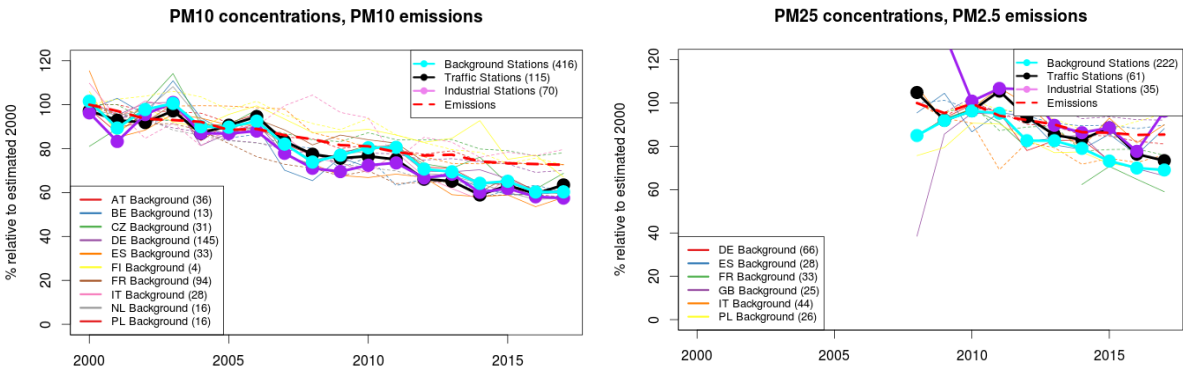 PM10 concentrations, PM10 emissions
% relative to estimated 2000
120
100
80
60
40
20
0
Background Stations (416)
Traffic Stations (115)
Industrial Stations (70)
Emissions
AT Background (36)
BE Background (13)
CZ Background (31)
DE Background (145)
ES Background (33)
FI Background (4)
FR Background (94)
IT Background (28)
NL Background (16)
PL Background (16)
2000
2005
2010
2015
PM25 concentrations, PM2.5 emissions
% relative to estimated 2000
120
100
80
60
40
20
0
Background Stations (222)
Traffic Stations (61)
Industrial Stations (35)
Emissions
DE Background (66)
ES Background (28)
FR Background (33)
GB Background (25)
IT Background (44)
PL Background (26)
2000
2005
2010
2015